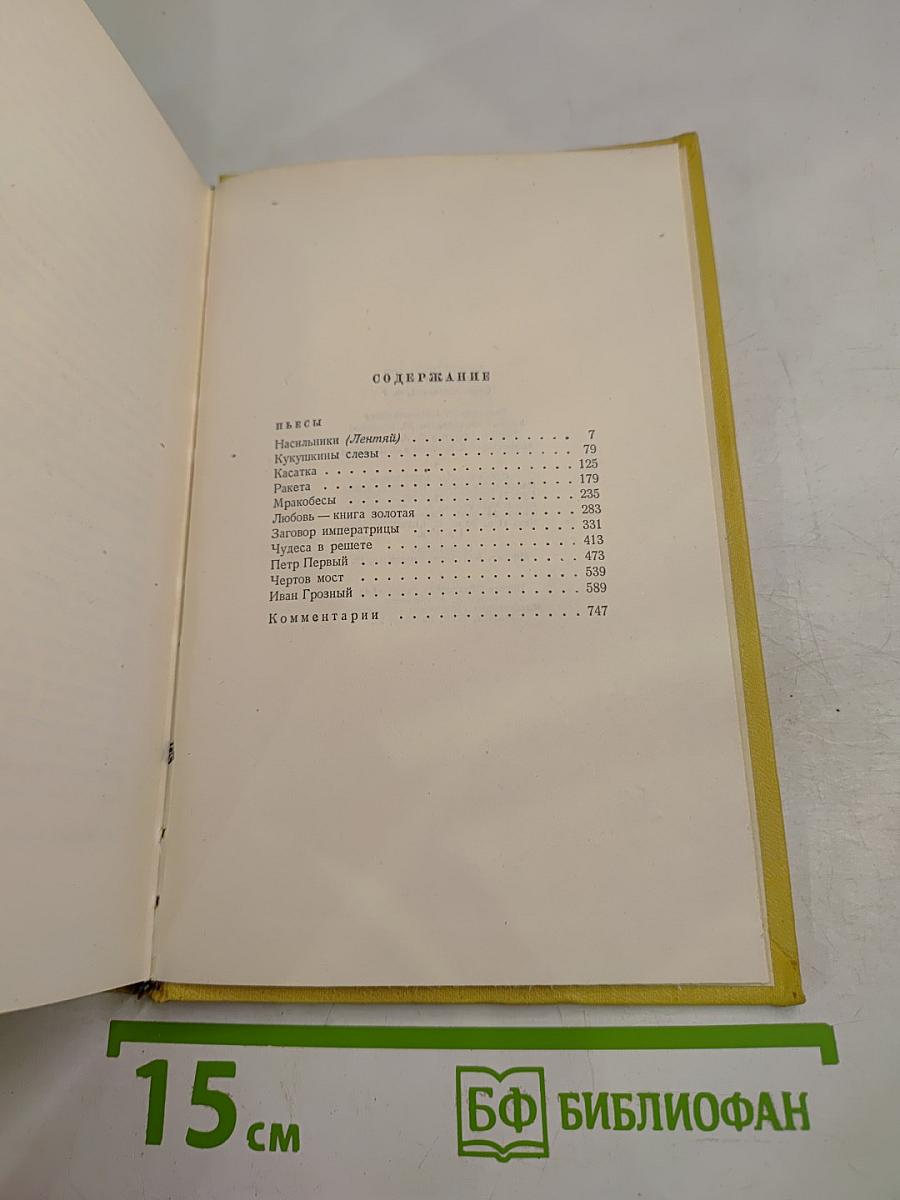 СОДЕРЖАНИЕ
ПЬЕСЫ
Насильники (Лентяй) . . . . . . . . . . . . 7
Кукушкины слезы . . . . . . . . . . . . . . 79
Касатка . . . . . . . . . . . . . . . . . . 125
Ракета . . . . . . . . . . . . . . . . . . 179
Мракобесы . . . . . . . . . . . . . . . . . 235
Любовь — книга золотая . . . . . . . . . . . 283
Заговор императрицы . . . . . . . . . . . . 331
Чудеса в решете . . . . . . . . . . . . . . 413
Петр Первый . . . . . . . . . . . . . . . . 473
Чертов мост . . . . . . . . . . . . . . . . 539
Иван Грозный . . . . . . . . . . . . . . . 589
Комментарии . . . . . . . . . . . . . . 747
15 см
БФ БИБЛИОФАН